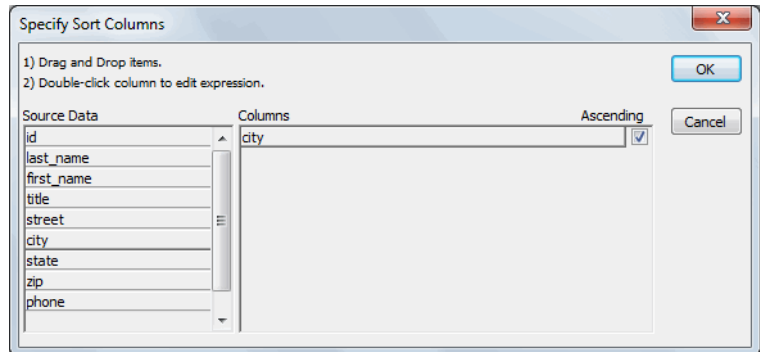 Specify Sort Columns
1) Drag and Drop items.
2) Double-click column to edit expression.
OK
Cancel
Source Data
id
last_name
first_name
title
street
city
state
zip
phone
Columns
Ascending
city